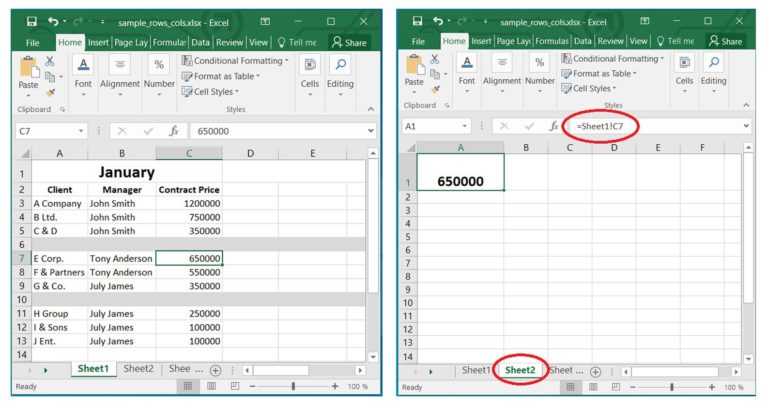 sample_rows_cols.xlsx - Excel
File Home Insert Page Lay Formulas Data Review View Tell me Share
Paste Font Alignment Number Conditional Formatting Format as Table Cell Styles Cells Editing
Clipboard Styles
C7 fx 650000
A B C D E
1 January
2 Client Manager Contract Price
3 A Company John Smith 1200000
4 B Ltd. John Smith 750000
5 C & D John Smith 350000
6
7 E Corp. Tony Anderson 650000
8 F & Partners Tony Anderson 550000
9 G & Co. July James 350000
10
11 H Group July James 250000
12 I & Sons July James 100000
13 J Ent. July James 100000
14
Sheet1 Sheet2 Shee ...
Ready 100 %
sample_rows_cols.xlsx - Excel
File Home Insert Page Layo Formulas Data Review View Tell me Share
Paste Font Alignment Number Conditional Formatting Format as Table Cell Styles Cells Editing
Clipboard Styles
A1 fx =Sheet1!C7
A B C D E F
1 650000
2
3
4
5
6
7
8
9
10
11
12
13
14
Sheet1 Sheet2 Sheet ...
Ready 100 %